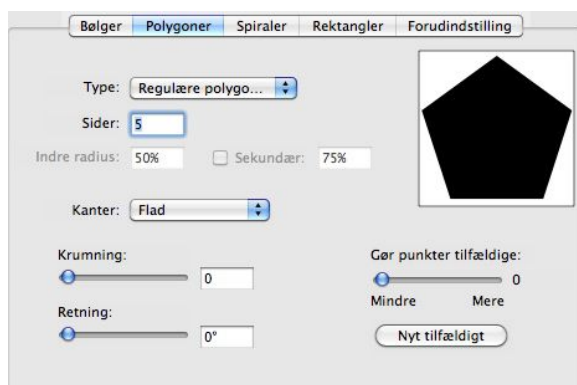 Bølger Polygoner Spiraler Rektangler Forudindstilling
Type: Regulære polygo...
Sider: 5
Indre radius: 50% Sekundær: 75%
Kanter: Flad
Krumning:
0
Retning:
0°
Gør punkter tilfældige:
0
Mindre Mere
Nyt tilfældigt